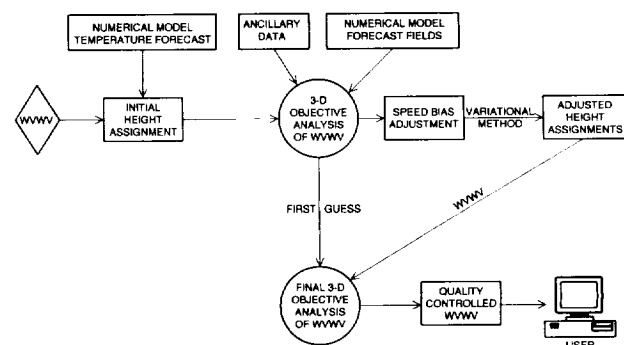 NUMERICAL MODEL
TEMPERATURE FORECAST
ANCILLARY
DATA
NUMERICAL MODEL
FORECAST FIELDS
WVWV
INITIAL
HEIGHT
ASSIGNMENT
3-D
OBJECTIVE
ANALYSIS
OF WVWV
SPEED BIAS
ADJUSTMENT
VARIATIONAL
METHOD
ADJUSTED
HEIGHT
ASSIGNMENTS
FIRST GUESS
WVWV
FINAL 3-D
OBJECTIVE
ANALYSIS
OF WVWV
QUALITY
CONTROLLED
WVWV
USER